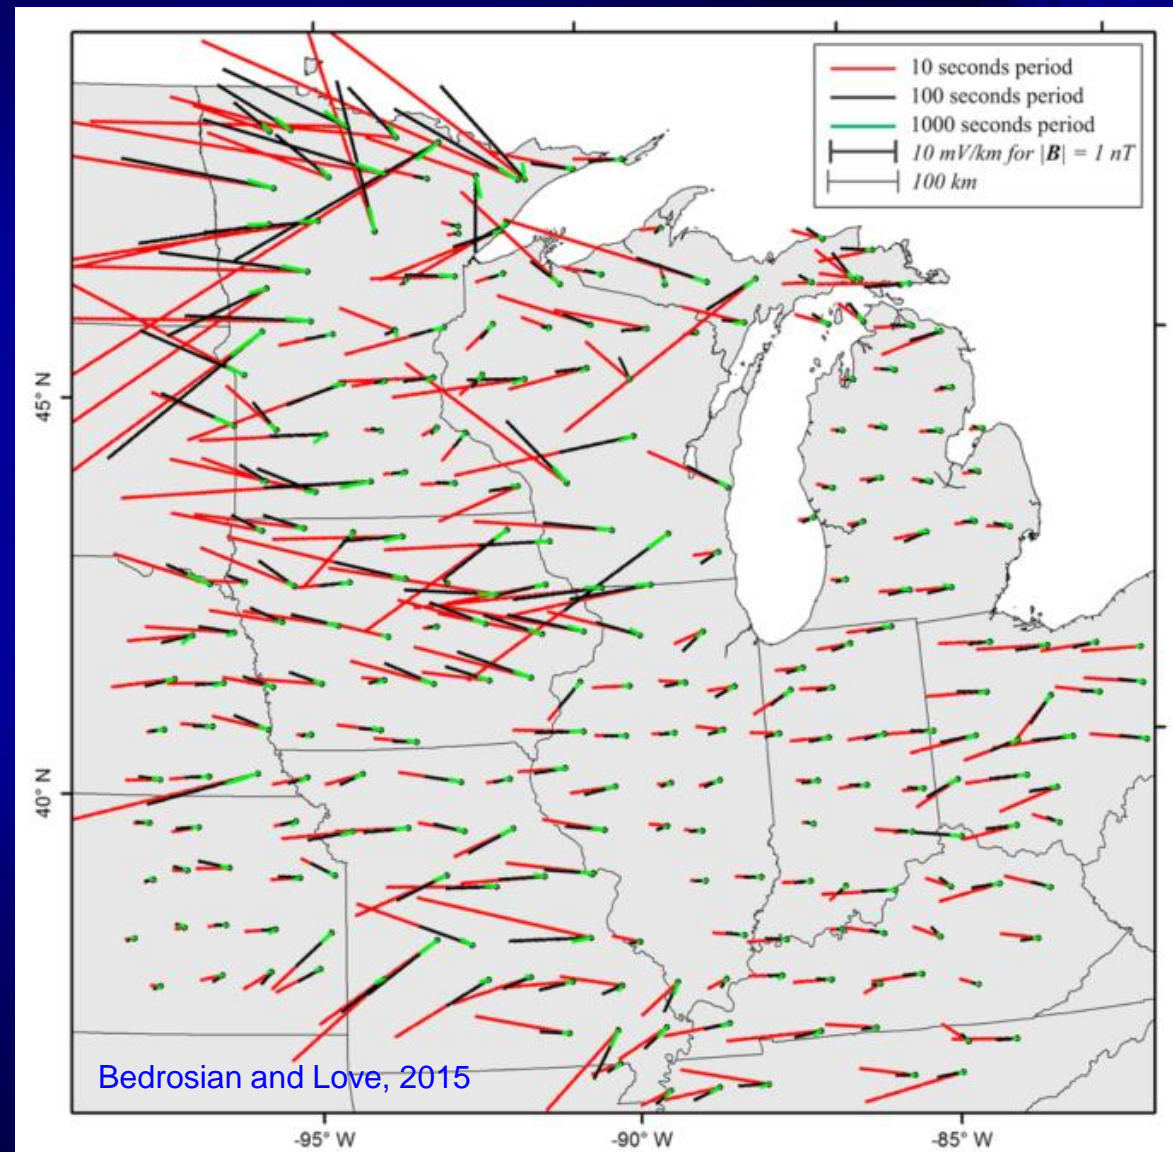 10 seconds period
100 seconds period
1000 seconds period
10 mV/km for |B| = 1 nT
100 km
45° N
40° N
Bedrosian and Love, 2015
-95° W
-90° W
-85° W